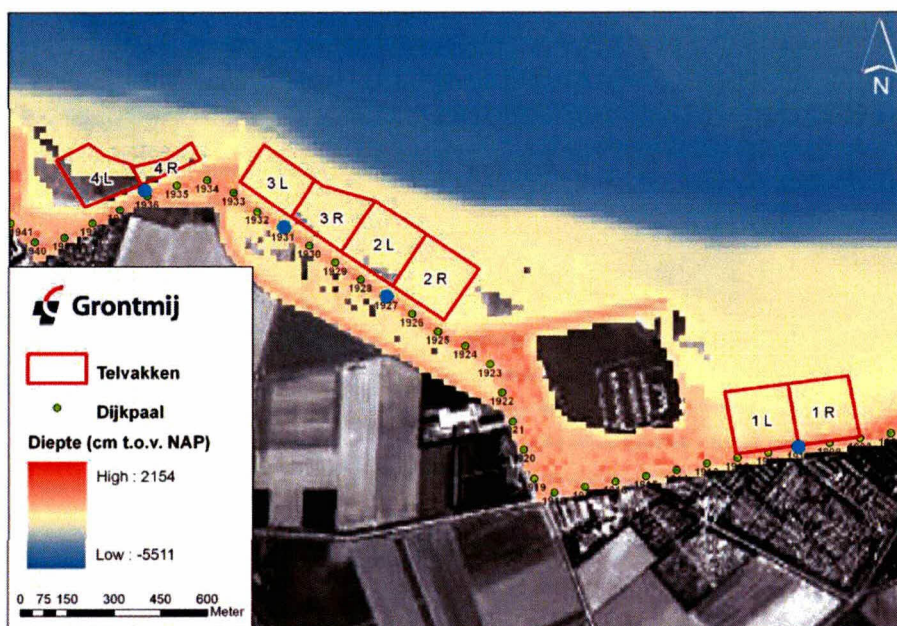 N
4 L
4 R
1936
1935
1934
1933
3 L
1932
1931
3 R
1930
2 L
1929
1928
2 R
1927
1926
1925
1924
1923
1922
941
940
1 L
1 R
Grontmij
Telvakken
Dijkpaal
Diepte (cm t.o.v. NAP)
High : 2154
Low : -5511
0 75 150 300 450 600
Meter